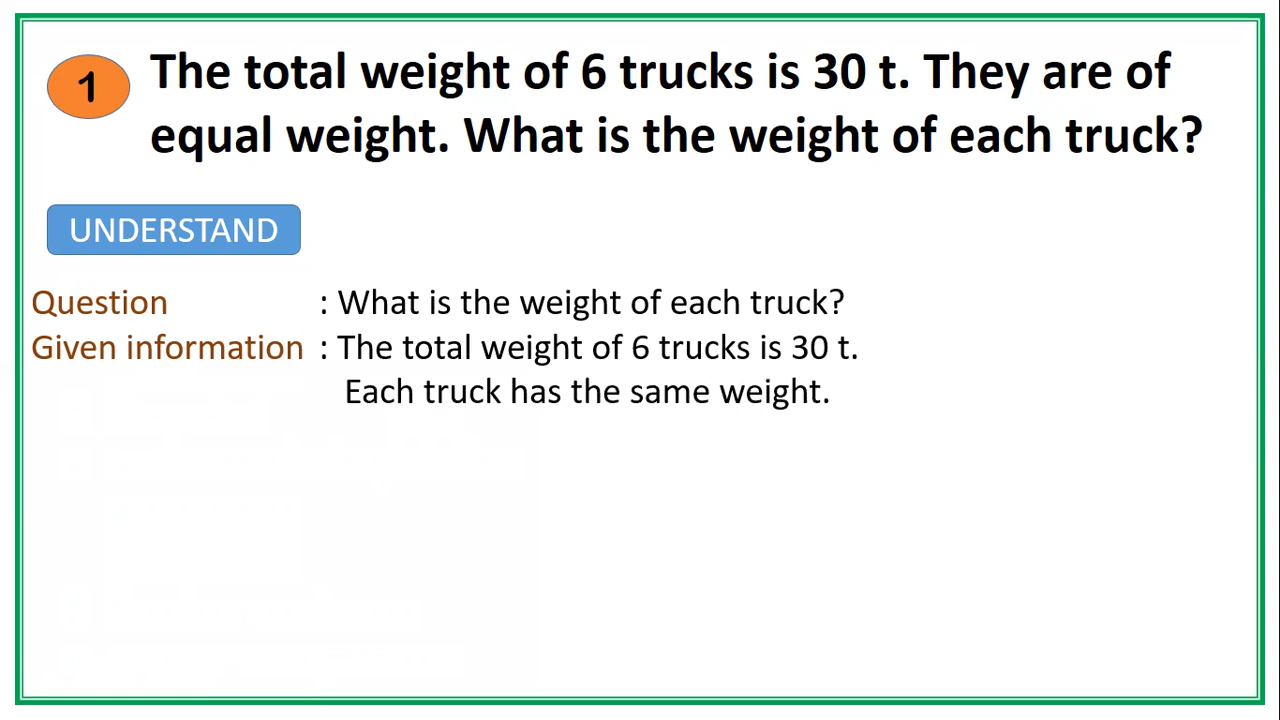 1 The total weight of 6 trucks is 30 t. They are of
equal weight. What is the weight of each truck?
UNDERSTAND
Question : What is the weight of each truck?
Given information : The total weight of 6 trucks is 30 t.
Each truck has the same weight.